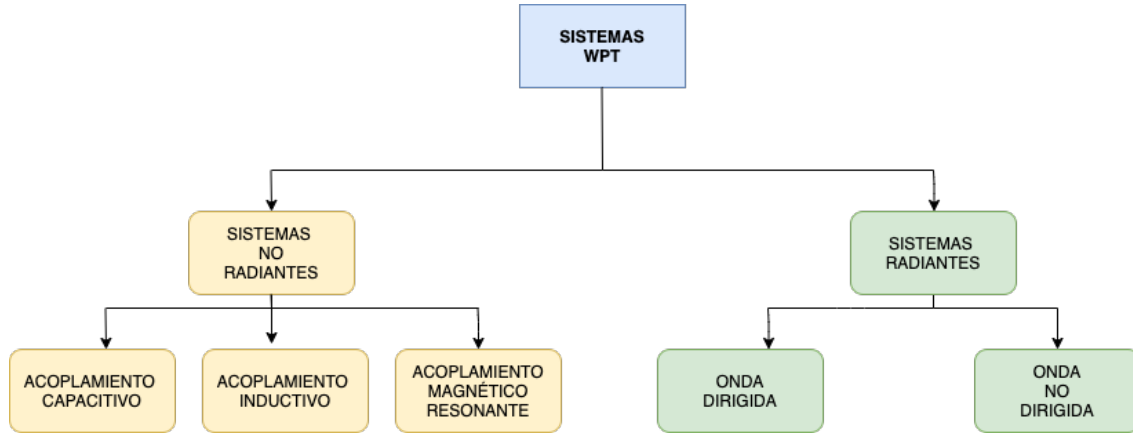 SISTEMAS
WPT
SISTEMAS
NO
RADIANTES
SISTEMAS
RADIANTES
ACOPLAMIENTO
CAPACITIVO
ACOPLAMIENTO
INDUCTIVO
ACOPLAMIENTO
MAGNÉTICO
RESONANTE
ONDA
DIRIGIDA
ONDA
NO
DIRIGIDA